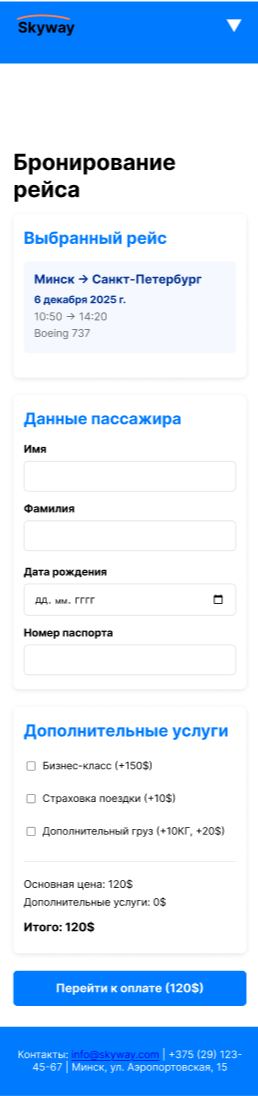 Skyway
▼
Бронирование
рейса
Выбранный рейс
Минск → Санкт-Петербург
6 декабря 2025 г.
10:50 → 14:20
Boeing 737
Данные пассажира
Имя
Фамилия
Дата рождения
дд. мм. гггг
Номер паспорта
Дополнительные услуги
Бизнес-класс (+150$)
Страховка поездки (+10$)
Дополнительный груз (+10КГ, +20$)
Основная цена: 120$
Дополнительные услуги: 0$
Итого: 120$
Перейти к оплате (120$)
Контакты: info@skyway.com | +375 (29) 123-
45-67 | Минск, ул. Аэропортовская, 15